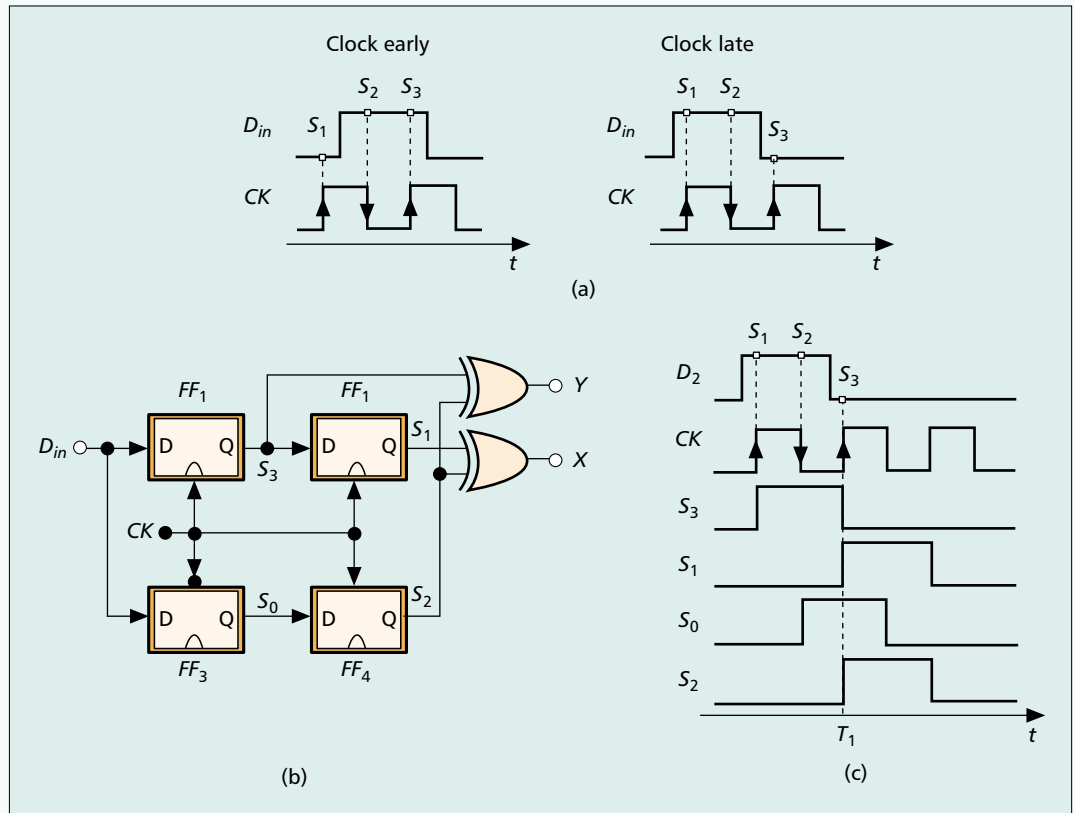 Clock early
Clock late
S1 S2 S3
Din
CK
t
S1 S2 S3
Din
CK
t
(a)
FF1
FF1
Din
D Q
S3
D Q
S1
Y
X
CK
D Q
S0
D Q
S2
FF3
FF4
(b)
S1 S2 S3
D2
CK
S3
S1
S0
S2
T1
t
(c)